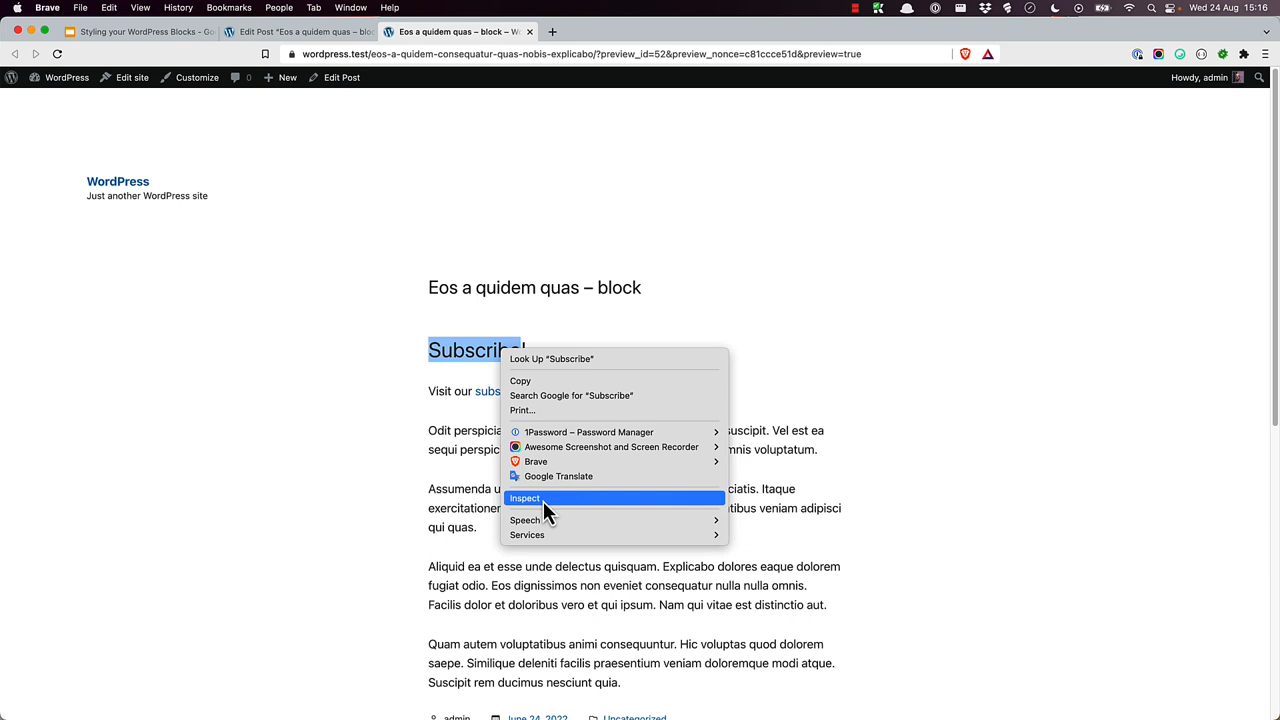 Brave File Edit View History Bookmarks People Tab Window Help Wed 24 Aug 15:16
Styling your WordPress Blocks - Go
Edit Post “Eos a quidem quas – bloc
Eos a quidem quas – block – W
wordpress.test/eos-a-quidem-consequatur-quas-nobis-explicabo/?preview_id=52&preview_nonce=c81ccce51d&preview=true
WordPress Edit site Customize 0 New Edit Post Howdy, admin
WordPress
Just another WordPress site
Eos a quidem quas – block
Subscribe!
Look Up “Subscribe”
Copy
Search Google for “Subscribe”
Print...
1Password – Password Manager
Awesome Screenshot and Screen Recorder
Brave
Google Translate
Inspect
Speech
Services
Visit our subs
Odit perspicia suscipit. Vel est ea
sequi perspic mnis voluptatum.
Assumenda u ciatis. Itaque
exercitationer tibus veniam adipisci
qui quas.
Aliquid ea et esse unde delectus quisquam. Explicabo dolores eaque dolorem
fugiat odio. Eos dignissimos non eveniet consequatur nulla nulla omnis.
Facilis dolor et doloribus vero et qui ipsum. Nam qui vitae est distinctio aut.
Quam autem voluptatibus animi consequuntur. Hic voluptas quod dolorem
saepe. Similique deleniti facilis praesentium veniam doloremque modi atque.
Suscipit rem ducimus nesciunt quia.
admin June 24, 2022 Uncategorized